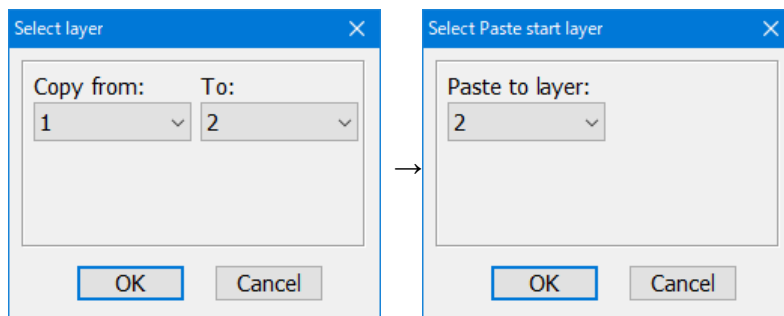 Select layer
Copy from: To:
1 2
OK Cancel
→
Select Paste start layer
Paste to layer:
2
OK Cancel